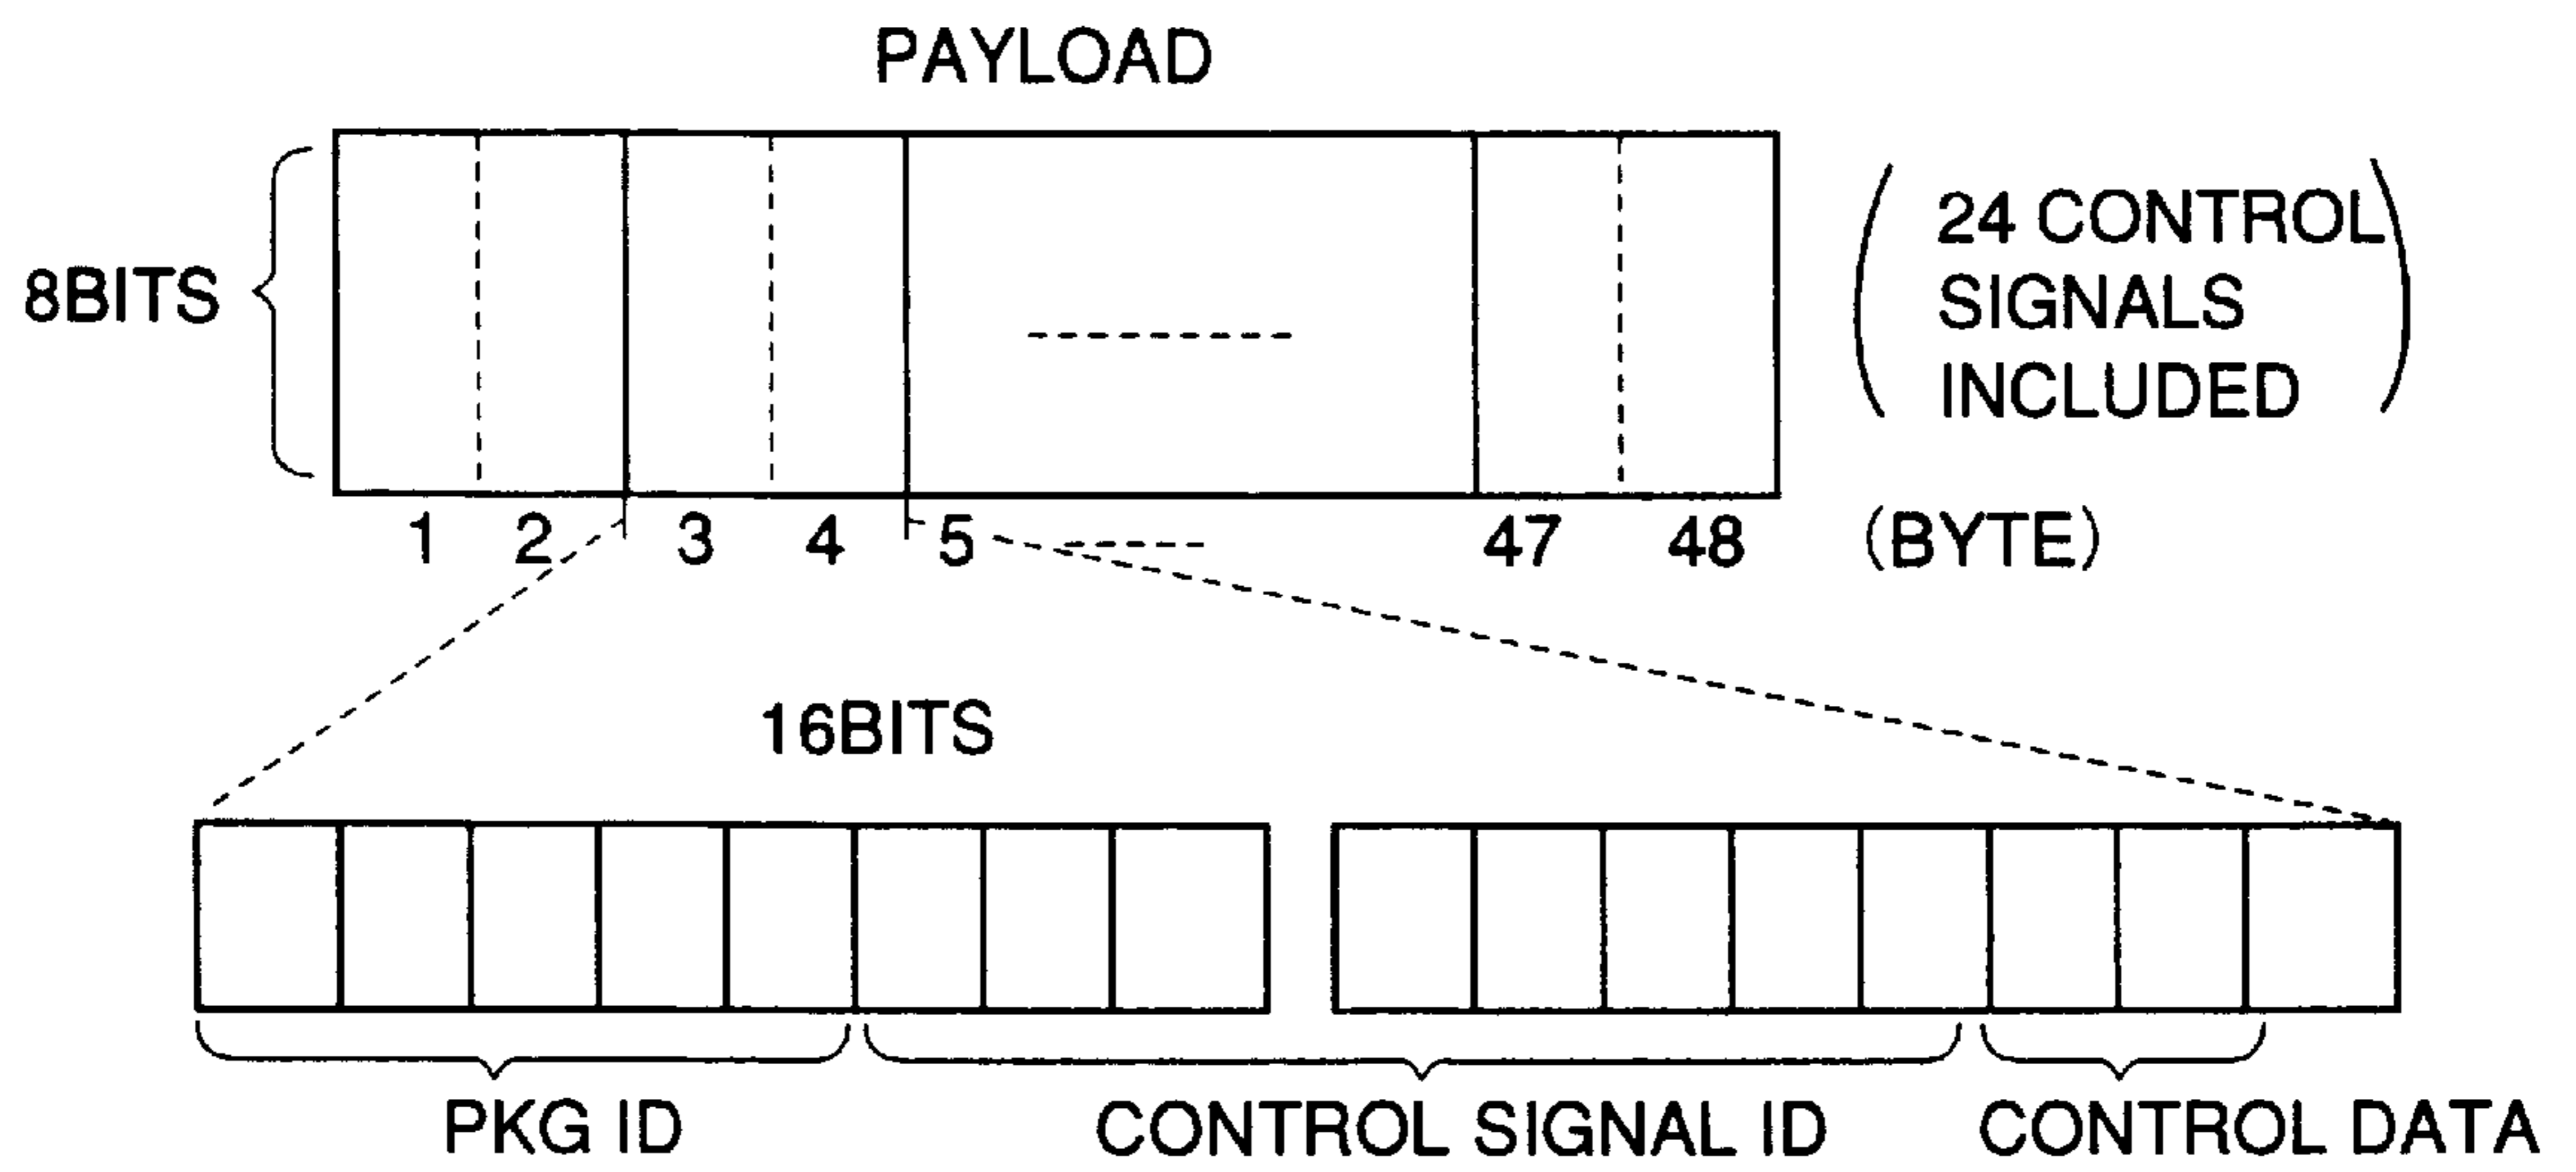 PAYLOAD
8BITS
24 CONTROL
SIGNALS
INCLUDED
1 2 3 4 5 47 48 (BYTE)
16BITS
PKG ID CONTROL SIGNAL ID CONTROL DATA